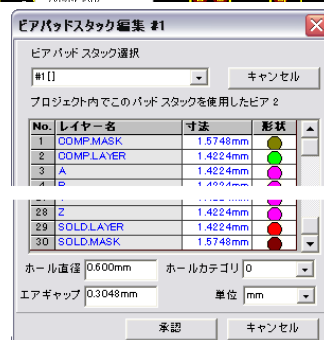 ビアパッドスタック編集 #1
ビアパッド スタック選択
#1 []
キャンセル
プロジェクト内でこのパッド スタックを使用したビア 2
No. レイヤー名 寸法 形状
1 COMP.MASK 1.5748mm
2 COMP.LAYER 1.4224mm
3 A 1.4224mm
28 Z 1.4224mm
29 SOLD.LAYER 1.4224mm
30 SOLD.MASK 1.5748mm
ホール直径 0.600mm ホールカテゴリ 0
エアギャップ 0.3048mm 単位 mm
承認 キャンセル